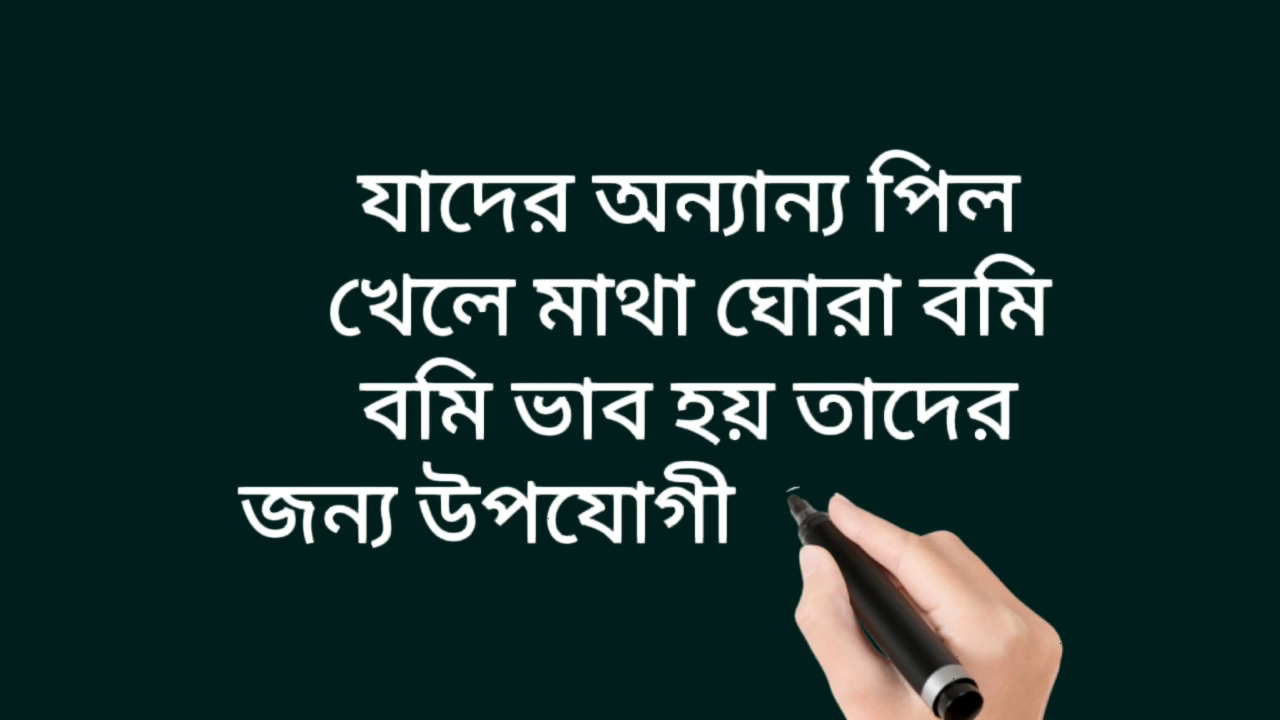 যাদের অন্যান্য পিল
খেলে মাথা ঘোরা বমি
বমি ভাব হয় তাদের
জন্য উপযোগী